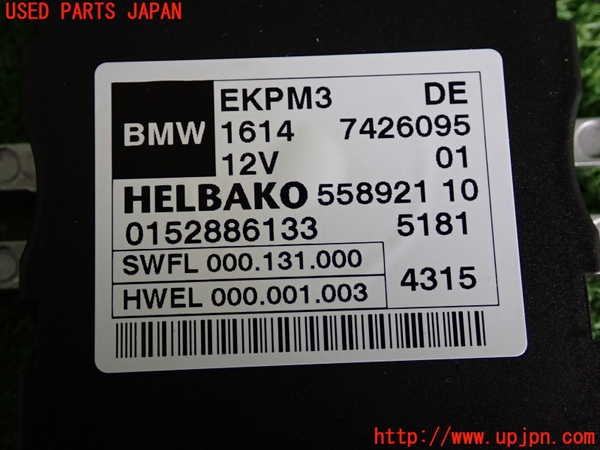 USED PARTS JAPAN
BMW
EKPM3 DE
1614 7426095
12V 01
HELBAKO 558921 10
0152886133 5181
SWFL 000.131.000
HWEL 000.001.003
4315
http://www.upjpn.com/